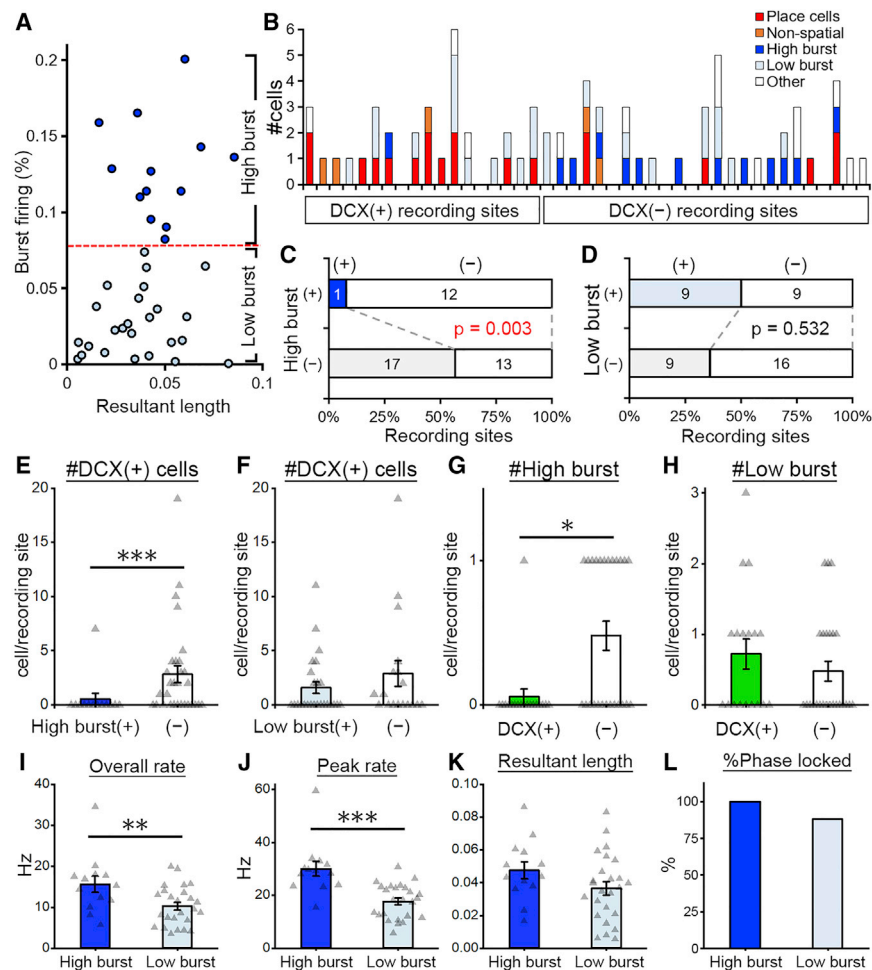 A
Burst firing (%)
0.2
0.15
0.1
0.05
0
0
0.05
0.1
Resultant length
High burst
Low burst
B
#cells
6
5
4
3
2
1
0
Place cells
Non-spatial
High burst
Low burst
Other
DCX(+) recording sites
DCX(−) recording sites
C
(+)
(−)
High burst
(+)
1
12
p = 0.003
(−)
17
13
0% 25% 50% 75% 100%
Recording sites
D
(+)
(−)
Low burst
(+)
9
9
p = 0.532
(−)
9
16
0% 25% 50% 75% 100%
Recording sites
E
#DCX(+) cells
cell/recording site
20
15
10
5
0
***
High burst(+) (−)
F
#DCX(+) cells
20
15
10
5
0
Low burst(+) (−)
G
#High burst
cell/recording site
1
0
*
DCX(+) (−)
H
#Low burst
cell/recording site
3
2
1
0
DCX(+) (−)
I
Overall rate
Hz
40
30
20
10
0
**
High burst Low burst
J
Peak rate
Hz
60
40
20
0
***
High burst Low burst
K
Resultant length
0.10
0.08
0.06
0.04
0.02
0.00
High burst Low burst
L
%Phase locked
%
100
75
50
25
0
High burst Low burst